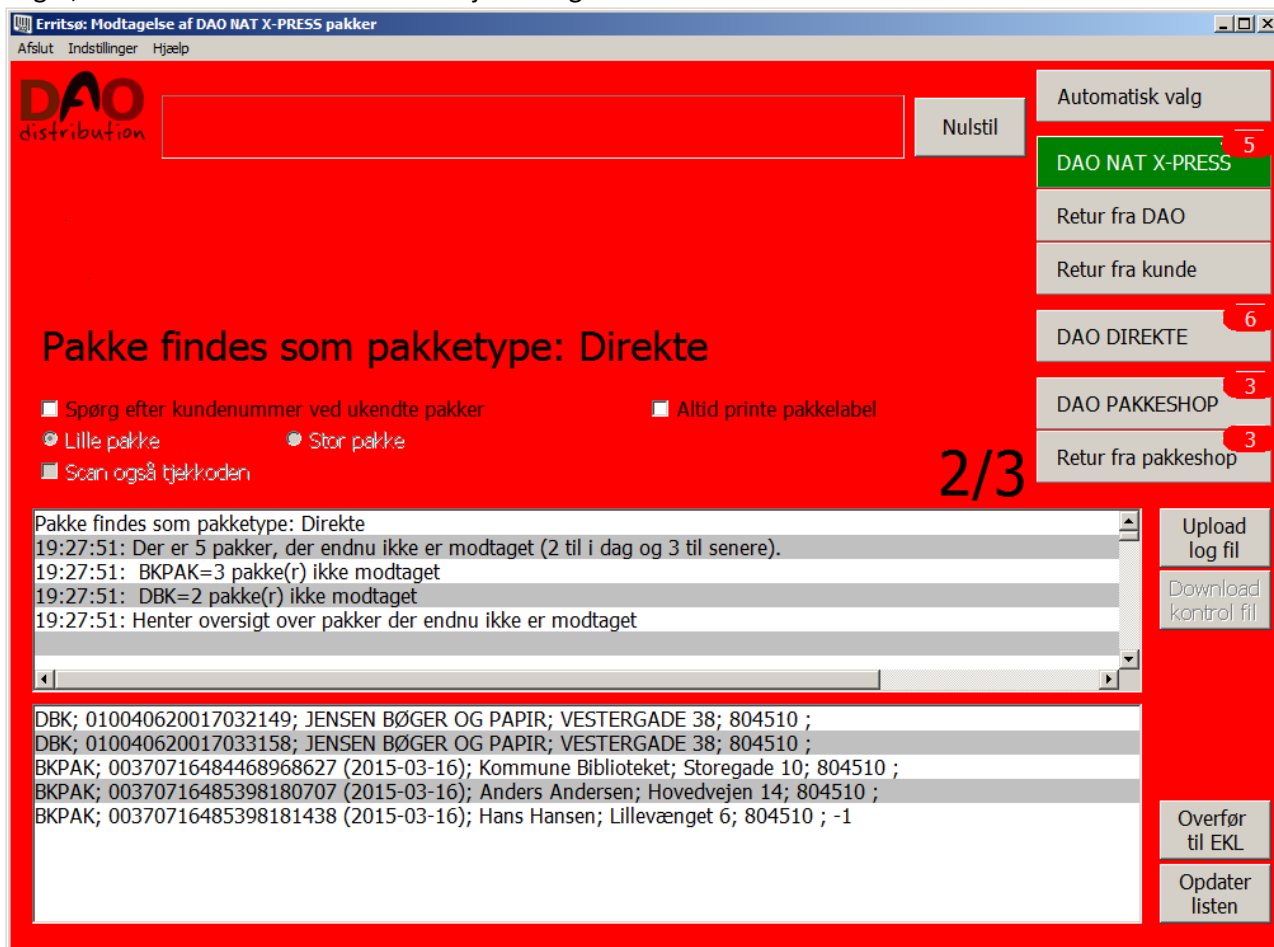 Erritsø: Modtagelse af DAO NAT X-PRESS pakker
Afslut Indstillinger Hjælp
DAO
distribution
Nulstil
Automatisk valg
5
DAO NAT X-PRESS
Retur fra DAO
Retur fra kunde
6
DAO DIREKTE
3
DAO PAKKESHOP
3
Retur fra pakkeshop
Pakke findes som pakketype: Direkte
Spørg efter kundenummer ved ukendte pakker
Altid printe pakkelabel
Lille pakke
Stor pakke
Scan også tjekkoden
2/3
Pakke findes som pakketype: Direkte
19:27:51: Der er 5 pakker, der endnu ikke er modtaget (2 til i dag og 3 til senere).
19:27:51: BKPAK=3 pakke(r) ikke modtaget
19:27:51: DBK=2 pakke(r) ikke modtaget
19:27:51: Henter oversigt over pakker der endnu ikke er modtaget
Upload
log fil
Download
kontrol fil
DBK; 010040620017032149; JENSEN BØGER OG PAPIR; VESTERGADE 38; 804510 ;
DBK; 010040620017033158; JENSEN BØGER OG PAPIR; VESTERGADE 38; 804510 ;
BKPAK; 00370716484468968627 (2015-03-16); Kommune Biblioteket; Storegade 10; 804510 ;
BKPAK; 00370716485398180707 (2015-03-16); Anders Andersen; Hovedvejen 14; 804510 ;
BKPAK; 00370716485398181438 (2015-03-16); Hans Hansen; Lillevænget 6; 804510 ; -1
Overfør
til EKL
Opdater
listen